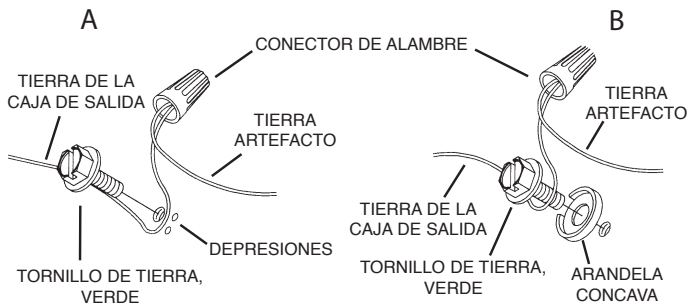 A
B
CONECTOR DE ALAMBRE
TIERRA DE LA
CAJA DE SALIDA
TIERRA
ARTEFACTO
DEPRESIONES
TORNILLO DE TIERRA,
VERDE
TIERRA
ARTEFACTO
TIERRA DE LA
CAJA DE SALIDA
TORNILLO DE TIERRA,
VERDE
ARANDELA
CONCAVA